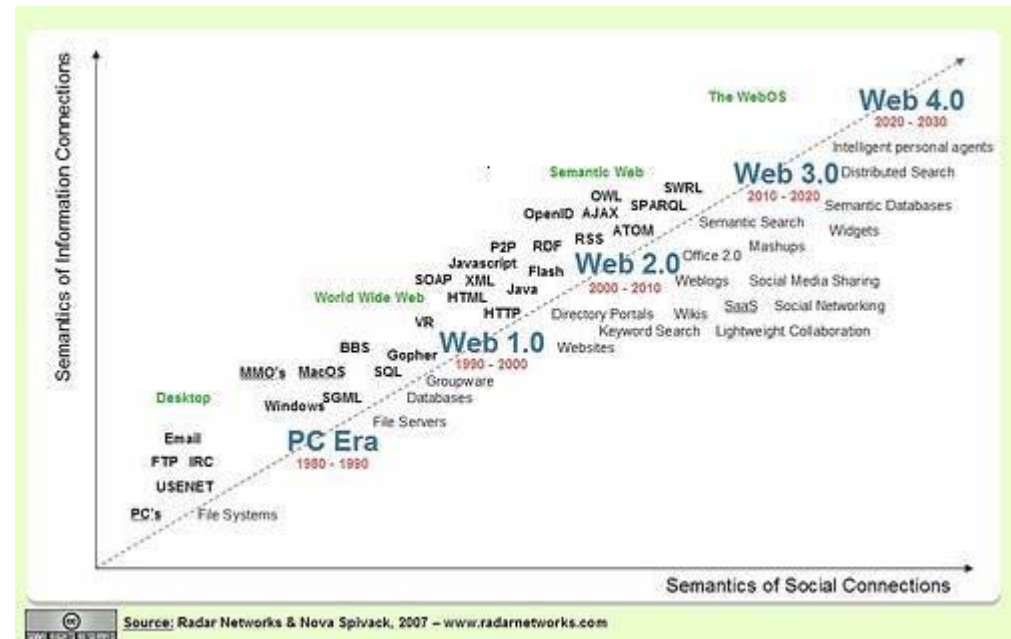 Semantics of Information Connections
The WebOS
Web 4.0
2020 - 2030
Intelligent personal agents
Semantic Web
Web 3.0
Distributed Search
2010 - 2020
SWRL
OWL
SPARQL
Semantic Databases
OpenID
AJAX
Semantic Search
Widgets
ATOM
RSS
Mashups
P2P
RDF
Office 2.0
Javascript
Web 2.0
Flash
SOAP
XML
Weblogs
Social Media Sharing
2000 - 2010
Java
World Wide Web
HTML
SaaS
Social Networking
HTTP
Directory Portals
Wikis
VR
Keyword Search
Lightweight Collaboration
Web 1.0
Websites
BBS
Gopher
1990 - 2000
MMO's
MacOS
SQL
Groupware
Desktop
SGML
Databases
Windows
File Servers
Email
PC Era
FTP
IRC
1980 - 1990
USENET
PC's
File Systems
Semantics of Social Connections
cc
Source: Radar Networks & Nova Spivack, 2007 – www.radarnetworks.com